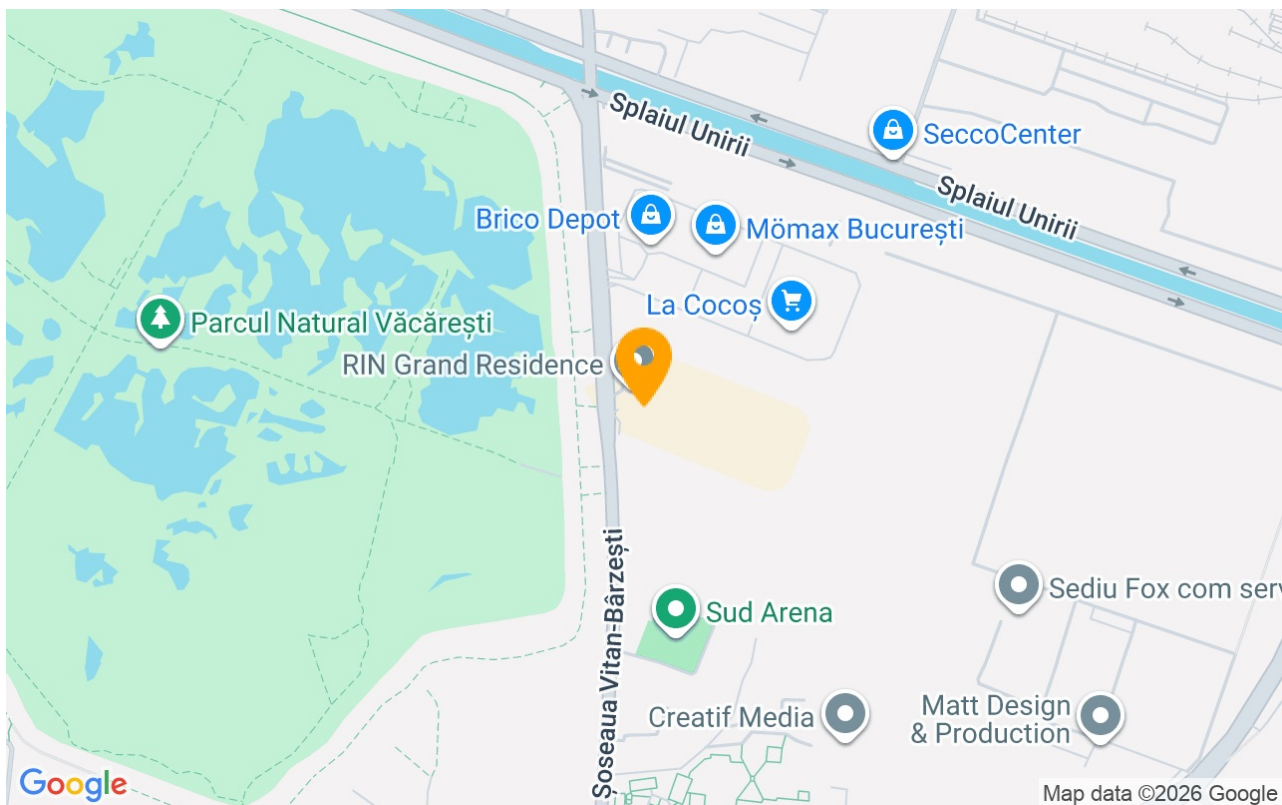 Splaiul Unirii
SeccoCenter
Splaiul Unirii
Brico Depot
Mömax București
La Cocoș
Parcul Natural Văcărești
RIN Grand Residence
Șoseaua Vitan-Bârzești
Sediu Fox com serv
Sud Arena
Creatif Media
Matt Design
& Production
Google
Map data ©2026 Google